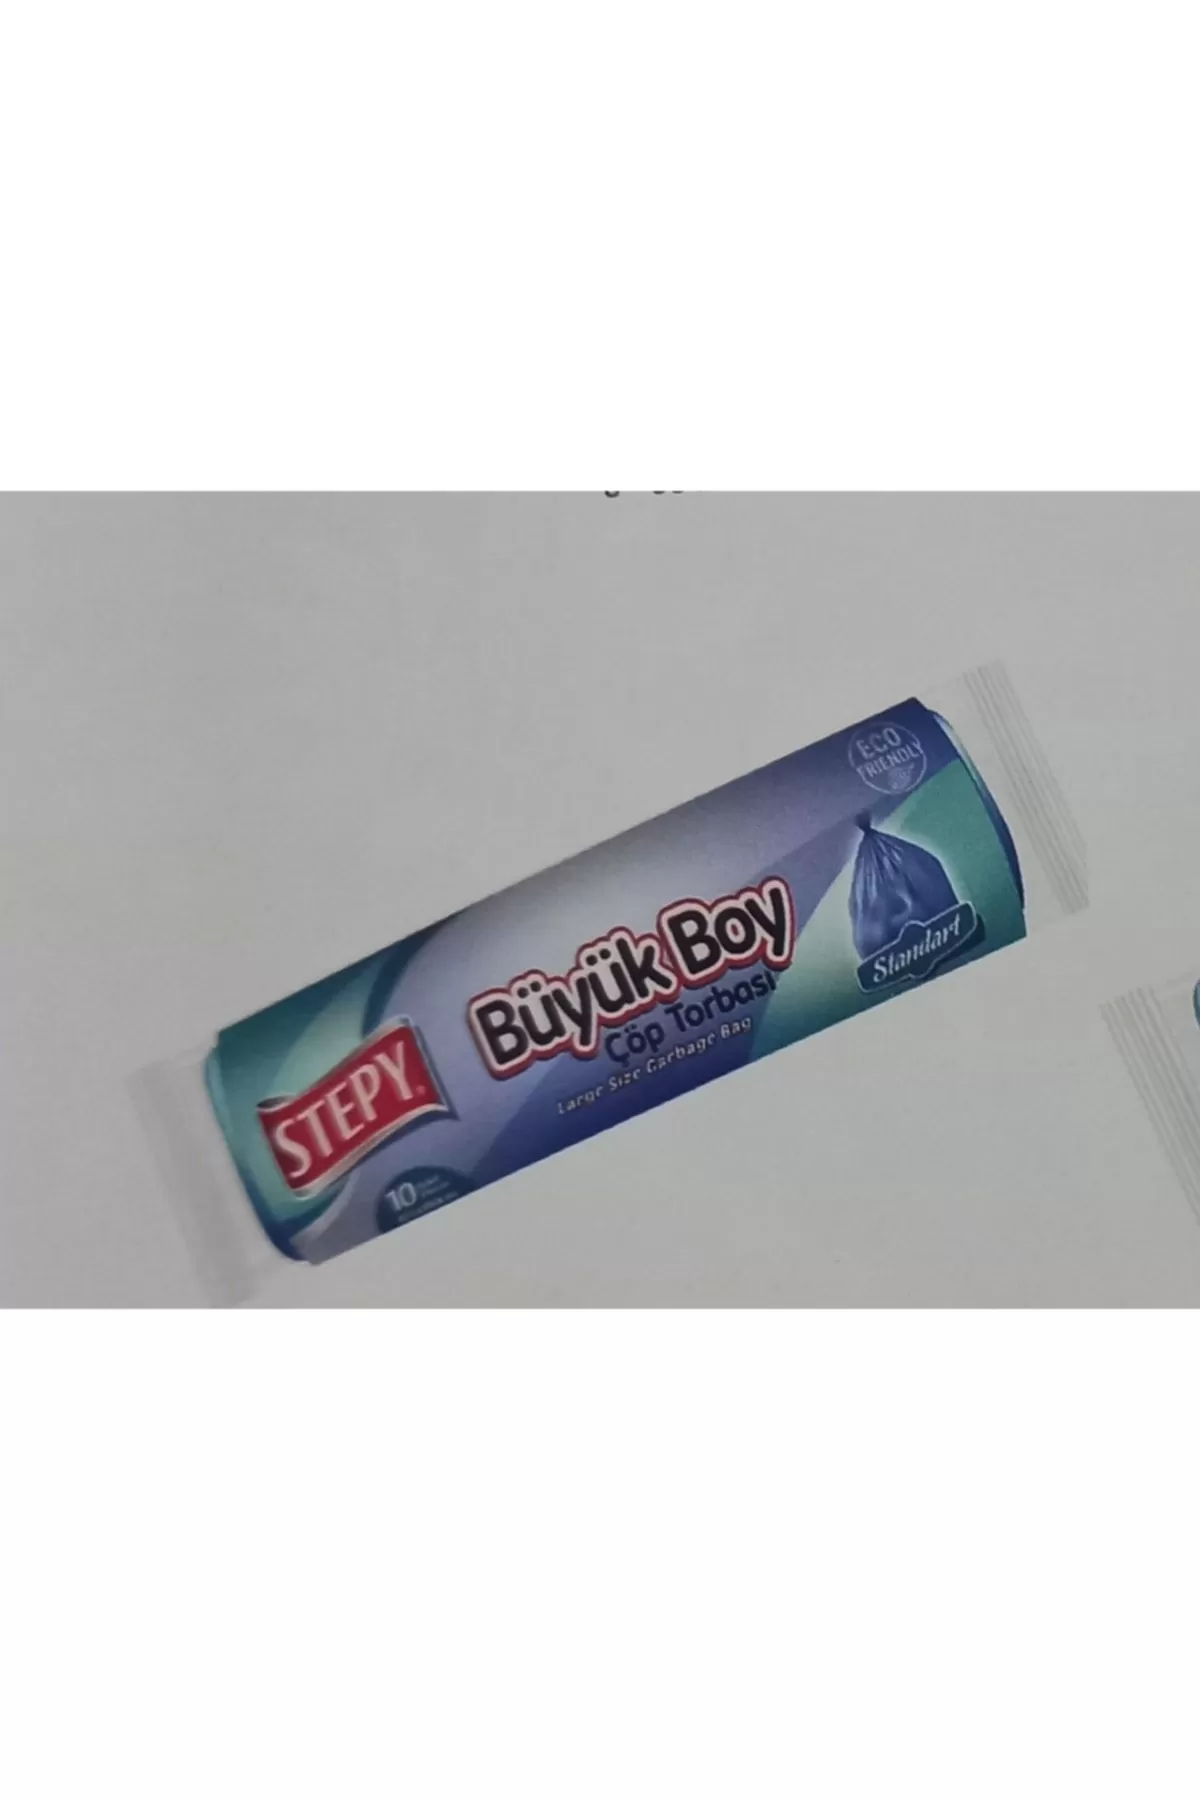 ECO
FRIENDLY
Büyük Boy
Çöp Torbası
Large Size Garbage Bag
Standart
STEPY
10